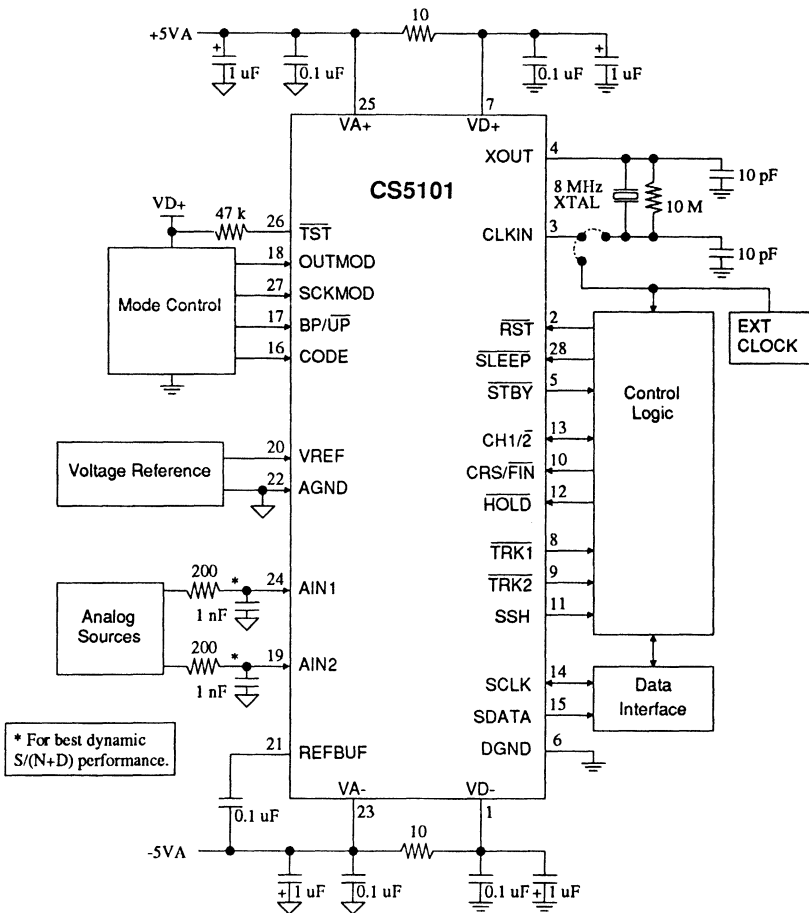 10
+5VA
+
1 uF
0.1 uF
0.1 uF
+
1 uF
25
7
VA+
VD+
CS5101
XOUT
4
8 MHz
XTAL
10 M
10 pF
CLKIN
3
10 pF
VD+
47 k
26
TST
18
OUTMOD
27
SCKMOD
17
BP/UP
16
CODE
Mode Control
EXT
CLOCK
RST
2
SLEEP
28
STBY
5
Control
Logic
CH1/2
13
CRS/FIN
10
HOLD
12
TRK1
8
TRK2
9
SSH
11
Voltage Reference
20
VREF
22
AGND
Analog
Sources
200
*
24
AIN1
1 nF
200
*
19
AIN2
1 nF
SCLK
14
SDATA
15
Data
Interface
DGND
6
* For best dynamic
S/(N+D) performance.
21
REFBUF
0.1 uF
VA-
VD-
23
1
-5VA
10
+
1 uF
0.1 uF
0.1 uF
+
1 uF